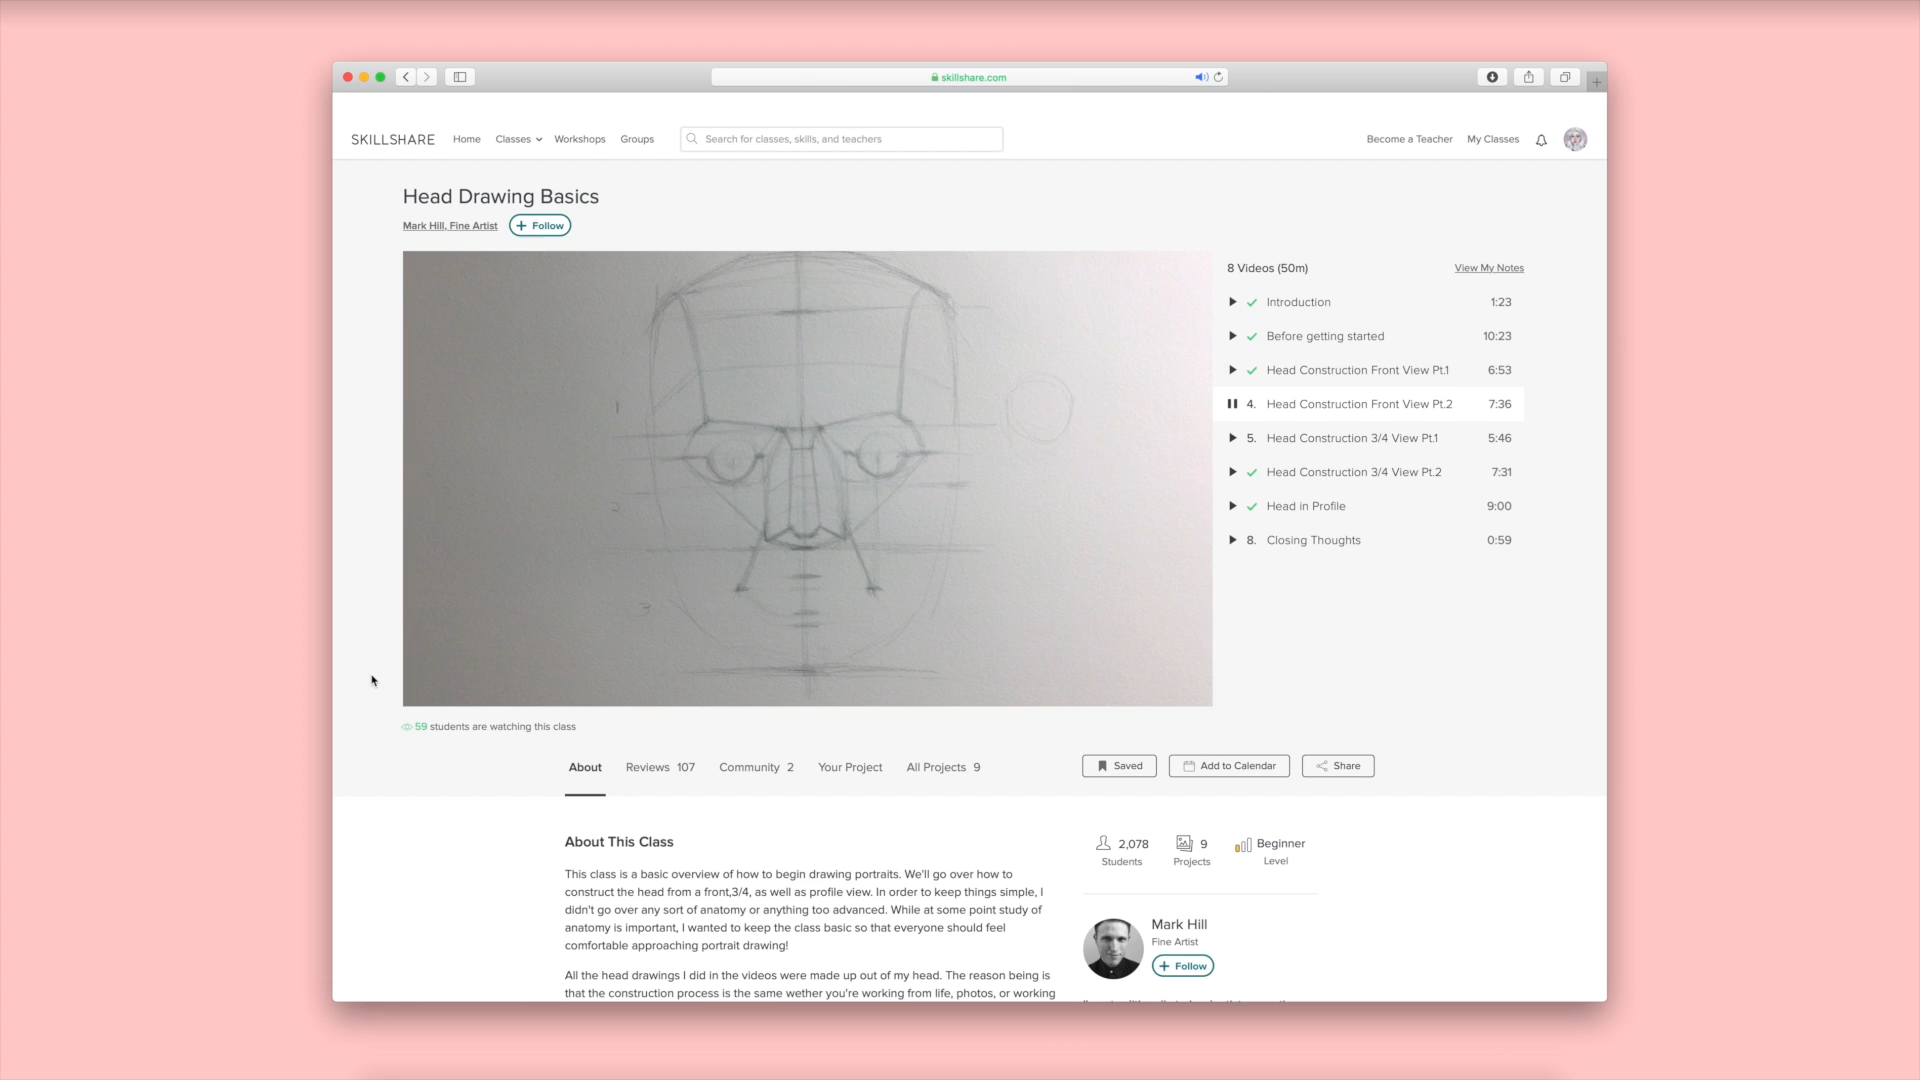 skillshare.com
SKILLSHARE Home Classes Workshops Groups Search for classes, skills, and teachers Become a Teacher My Classes
Head Drawing Basics
Mark Hill, Fine Artist + Follow
8 Videos (50m) View My Notes
Introduction 1:23
Before getting started 10:23
Head Construction Front View Pt.1 6:53
4. Head Construction Front View Pt.2 7:36
5. Head Construction 3/4 View Pt.1 5:46
Head Construction 3/4 View Pt.2 7:31
Head in Profile 9:00
8. Closing Thoughts 0:59
59 students are watching this class
About Reviews 107 Community 2 Your Project All Projects 9 Saved Add to Calendar Share
About This Class
This class is a basic overview of how to begin drawing portraits. We'll go over how to
construct the head from a front,3/4, as well as profile view. In order to keep things simple, I
didn't go over any sort of anatomy or anything too advanced. While at some point study of
anatomy is important, I wanted to keep the class basic so that everyone should feel
comfortable approaching portrait drawing!
All the head drawings I did in the videos were made up out of my head. The reason being is
that the construction process is the same wether you're working from life, photos, or working
2,078 9 Beginner
Students Projects Level
Mark Hill
Fine Artist
+ Follow